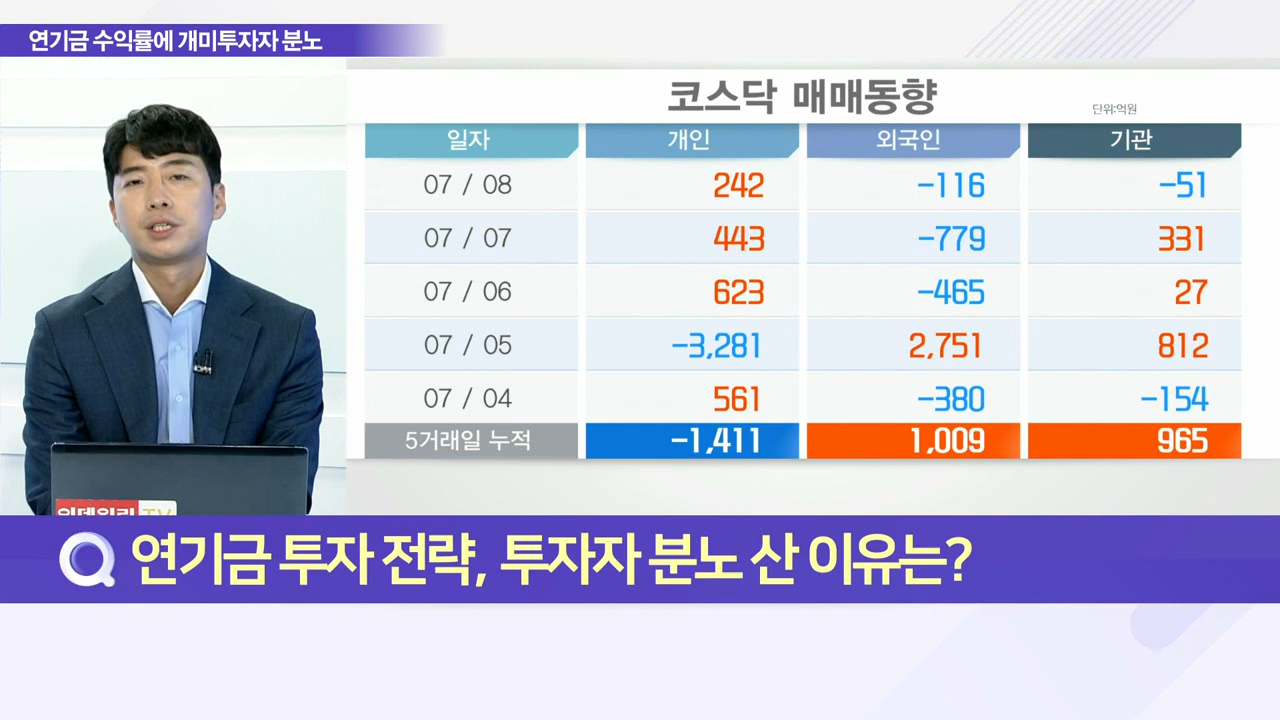 연기금 수익률에 개미투자자 분노
코스닥 매매동향
단위:억원
일자 개인 외국인 기관
07 / 08 242 -116 -51
07 / 07 443 -779 331
07 / 06 623 -465 27
07 / 05 -3,281 2,751 812
07 / 04 561 -380 -154
5거래일 누적 -1,411 1,009 965
연기금 투자 전략, 투자자 분노 산 이유는?